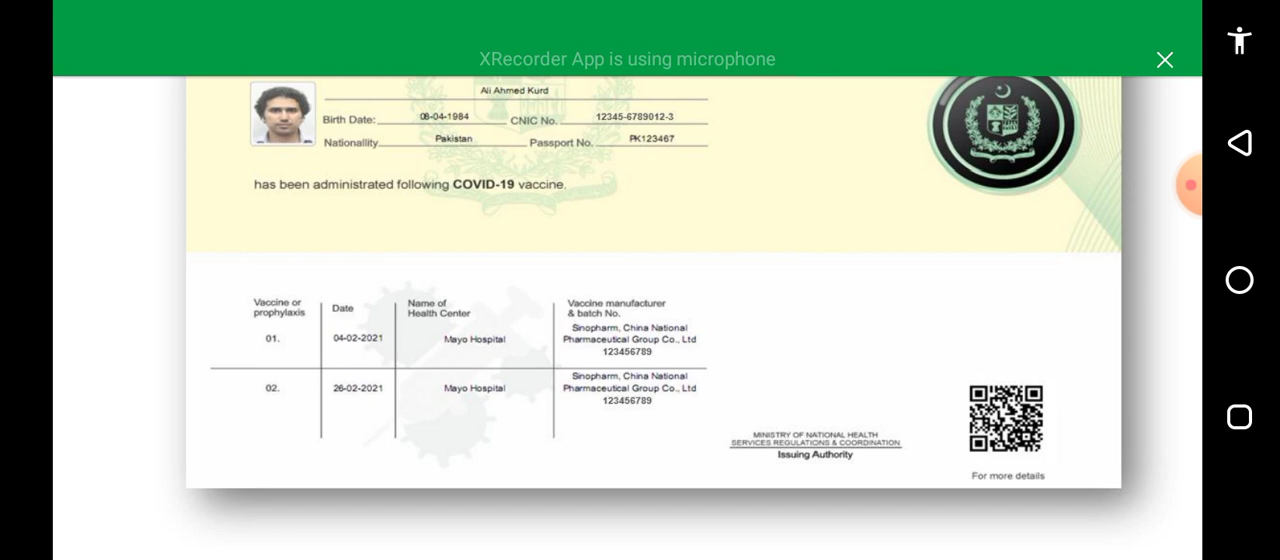 XRecorder App is using microphone
Ali Ahmed Kurd
Birth Date: 08-04-1984 CNIC No. 12345-6789012-3
Nationallity Pakistan Passport No. PK123467
has been administrated following COVID-19 vaccine.
Vaccine or prophylaxis
Date
Name of Health Center
Vaccine manufacturer & batch No.
01.
04-02-2021
Mayo Hospital
Sinopharm, China National
Pharmaceutical Group Co., Ltd
123456789
02.
26-02-2021
Mayo Hospital
Sinopharm, China National
Pharmaceutical Group Co., Ltd
123456789
MINISTRY OF NATIONAL HEALTH
SERVICES REGULATIONS & COORDINATION
Issuing Authority
For more details